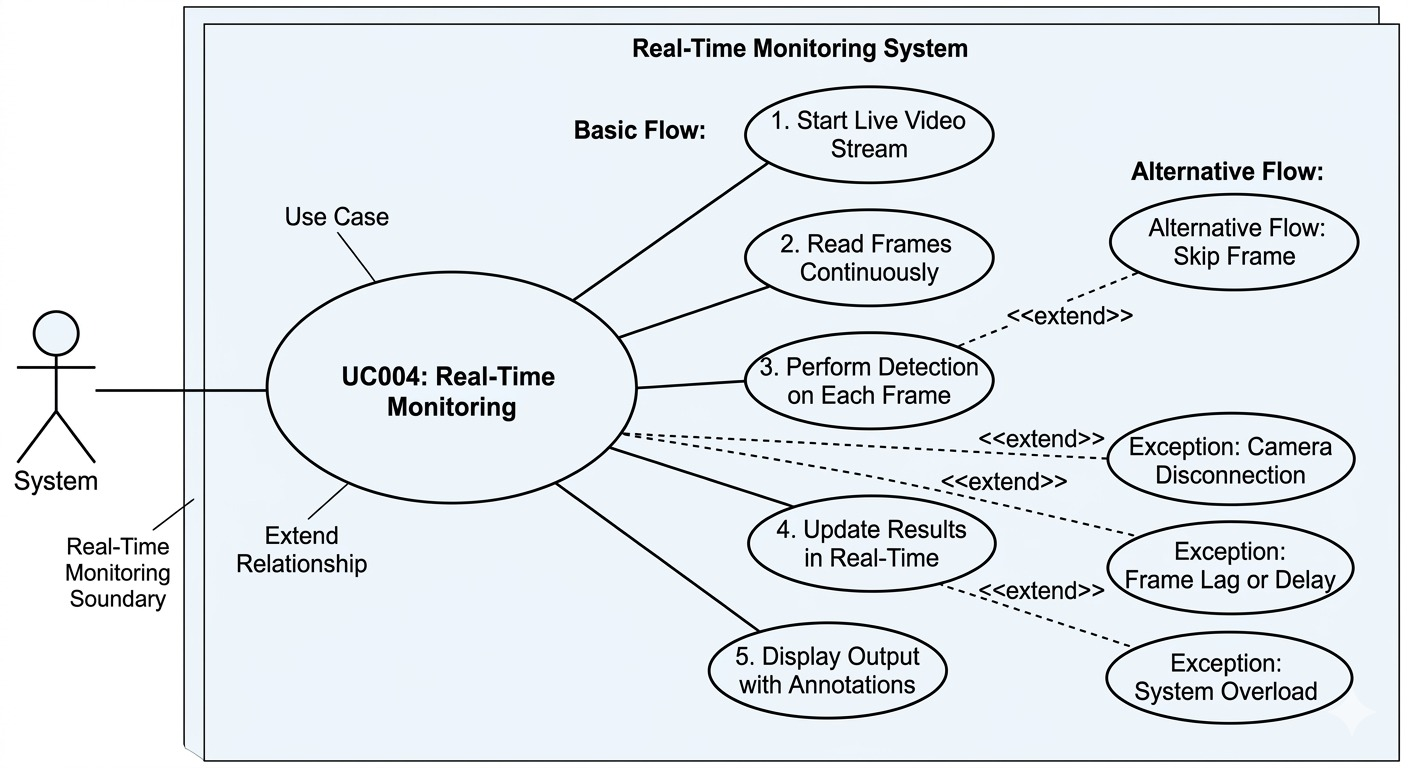 Real-Time Monitoring System
Basic Flow:
1. Start Live Video
Stream
Alternative Flow:
Use Case
2. Read Frames
Continuously
Alternative Flow:
Skip Frame
<<extend>>
UC004: Real-Time
Monitoring
3. Perform Detection
on Each Frame
<<extend>>
Exception: Camera
Disconnection
System
<<extend>>
Extend
Relationship
4. Update Results
in Real-Time
Real-Time
Monitoring
Soundary
Exception:
Frame Lag or Delay
<<extend>>
5. Display Output
with Annotations
Exception:
System Overload